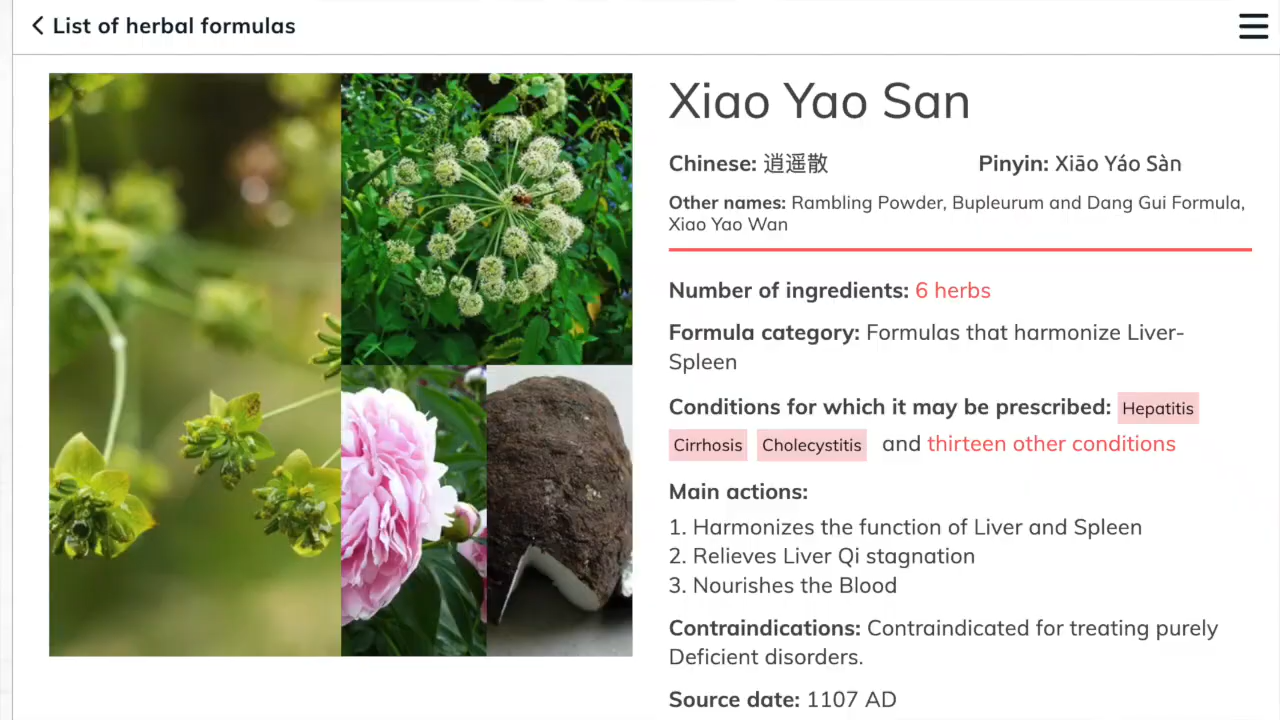 List of herbal formulas
Xiao Yao San
Chinese: 逍遥散
Pinyin: Xiāo Yáo Sàn
Other names: Rambling Powder, Bupleurum and Dang Gui Formula,
Xiao Yao Wan
Number of ingredients: 6 herbs
Formula category: Formulas that harmonize Liver-
Spleen
Conditions for which it may be prescribed: Hepatitis
Cirrhosis Cholecystitis and thirteen other conditions
Main actions:
1. Harmonizes the function of Liver and Spleen
2. Relieves Liver Qi stagnation
3. Nourishes the Blood
Contraindications: Contraindicated for treating purely
Deficient disorders.
Source date: 1107 AD